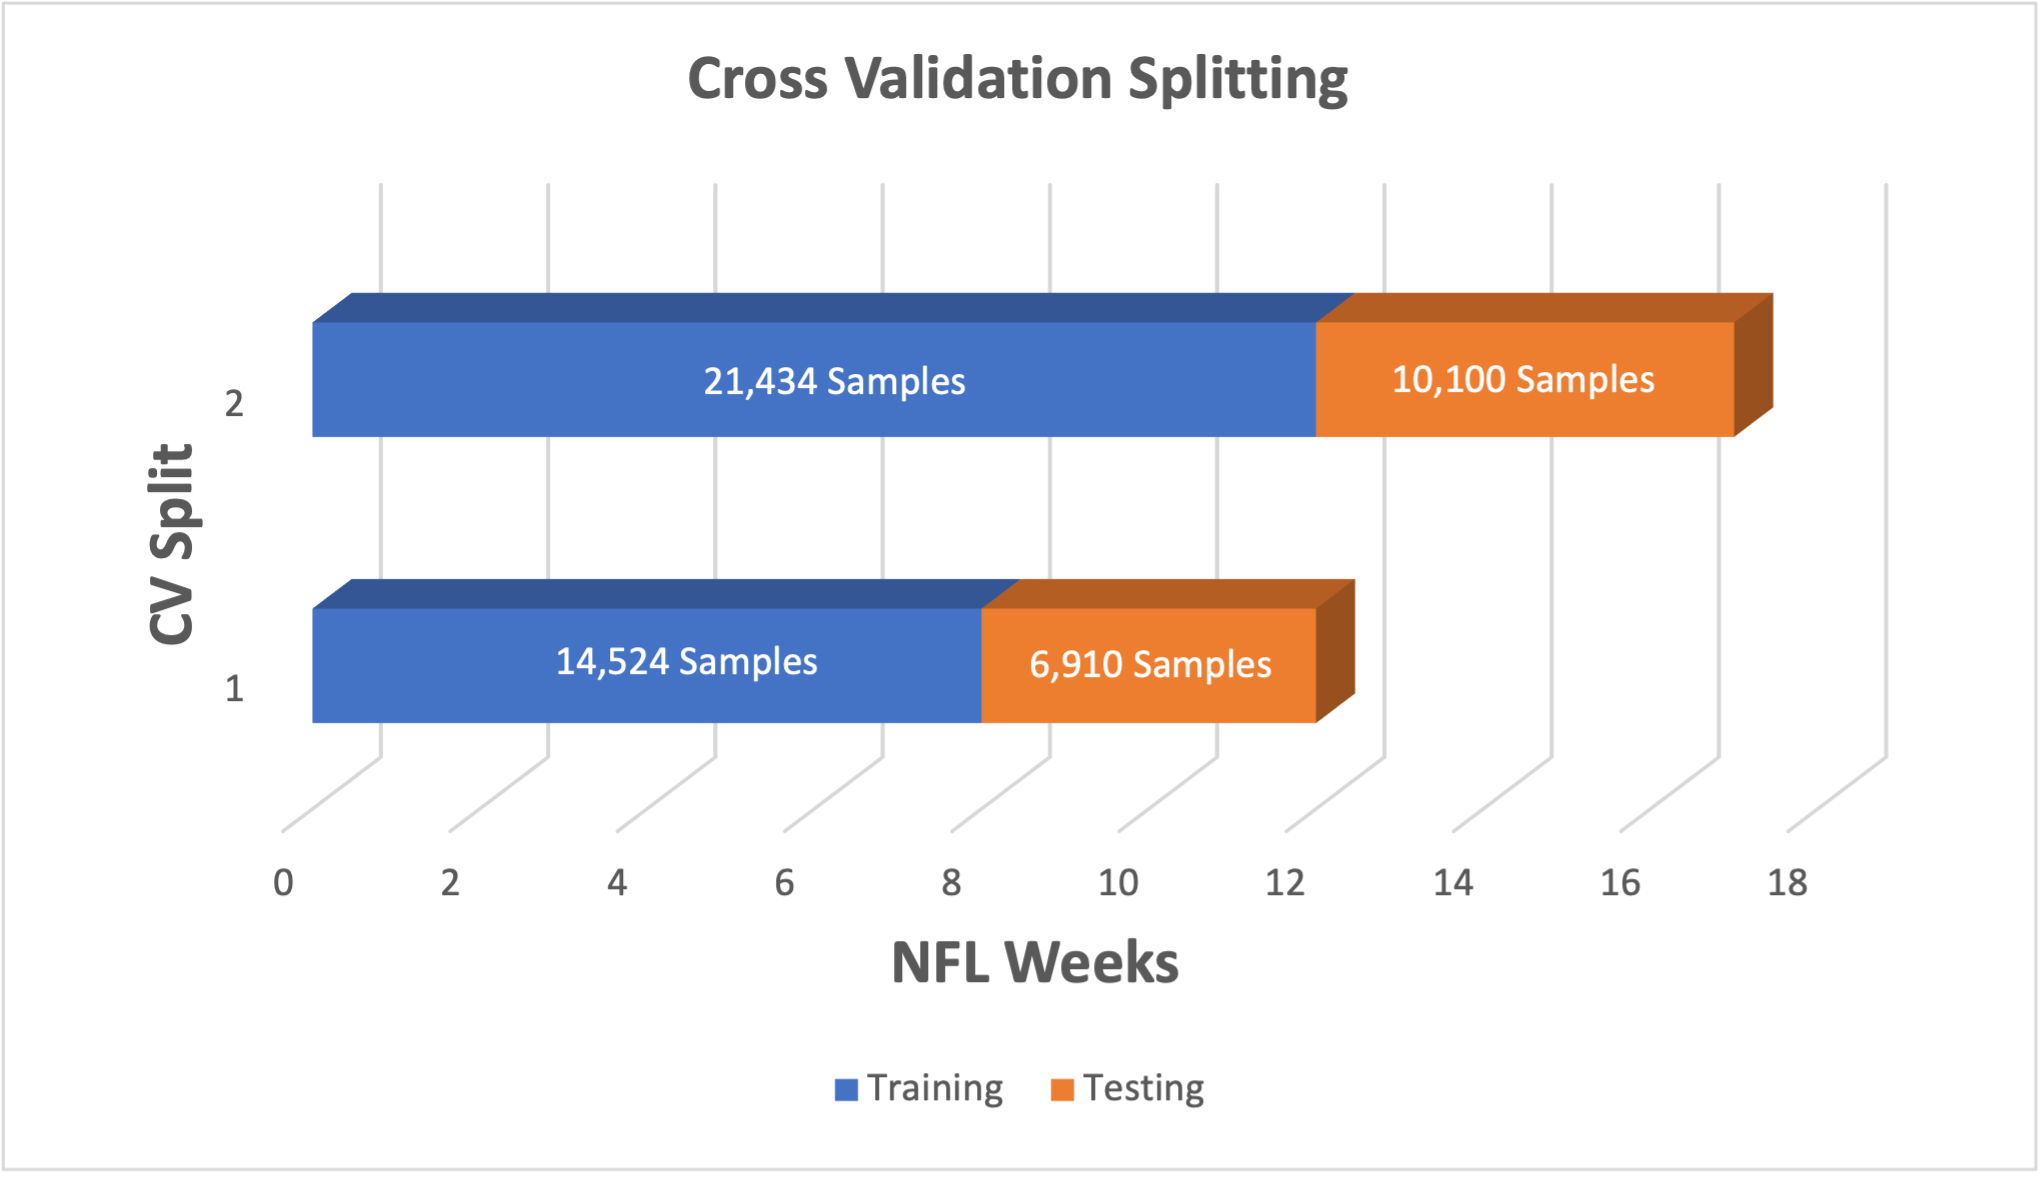 Cross Validation Splitting
21,434 Samples
10,100 Samples
2
CV Split
14,524 Samples
6,910 Samples
1
0 2 4 6 8 10 12 14 16 18
NFL Weeks
Training Testing